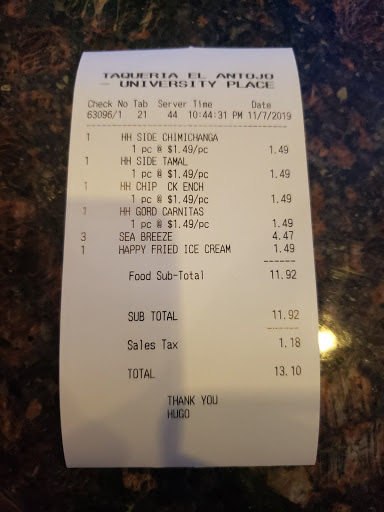 TAQUERIA EL ANTOJO
- UNIVERSITY PLACE
Check No Tab Server Time Date
63096/1 21 44 10:44:31 PM 11/7/2019
1 HH SIDE CHIMICHANGA
1 pc @ $1.49/pc 1.49
1 HH SIDE TAMAL
1 pc @ $1.49/pc 1.49
1 HH CHIP CK ENCH
1 pc @ $1.49/pc 1.49
1 HH GORD CARNITAS
1 pc @ $1.49/pc 1.49
3 SEA BREEZE 4.47
1 HAPPY FRIED ICE CREAM 1.49
Food Sub-Total 11.92
SUB TOTAL 11.92
Sales Tax 1.18
TOTAL 13.10
THANK YOU
HUGO